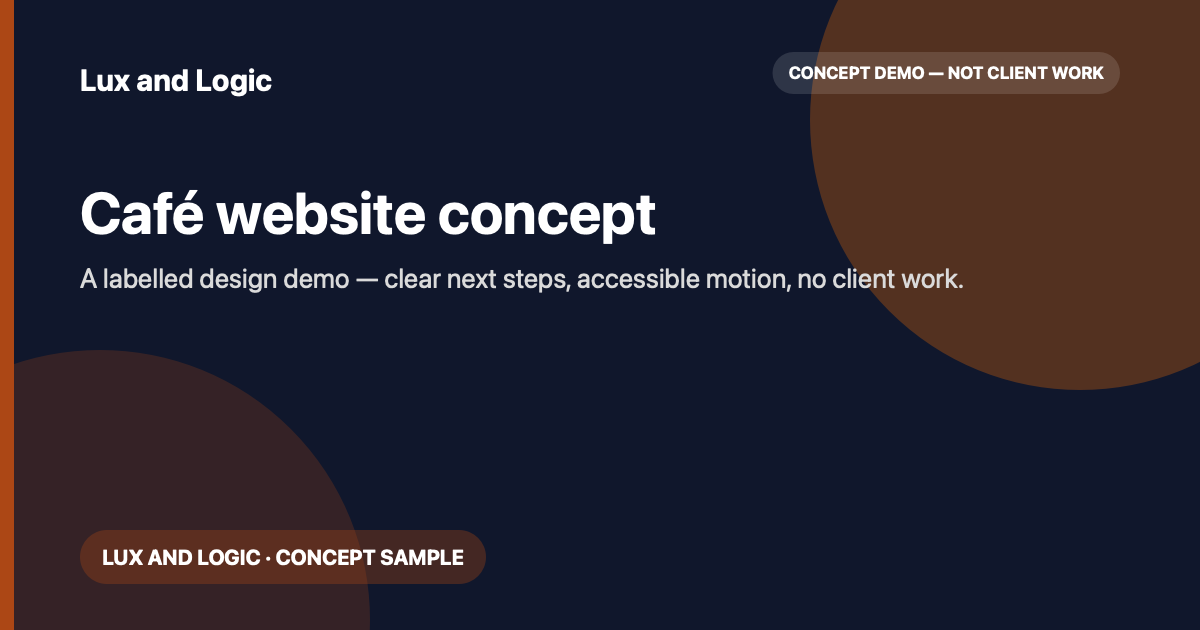 Lux and Logic
CONCEPT DEMO — NOT CLIENT WORK
Café website concept
A labelled design demo — clear next steps, accessible motion, no client work.
LUX AND LOGIC · CONCEPT SAMPLE